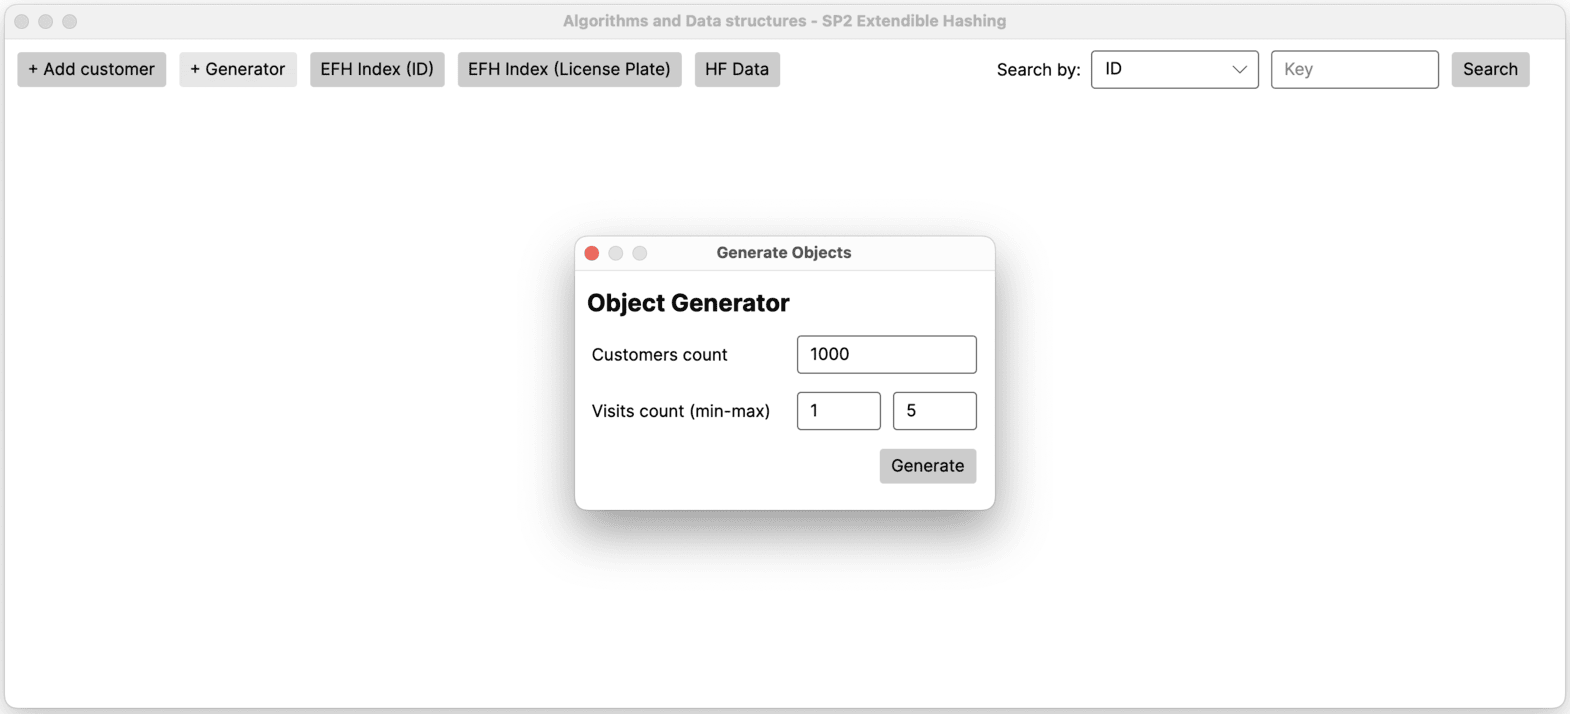 Algorithms and Data structures - SP2 Extendible Hashing
+ Add customer + Generator EFH Index (ID) EFH Index (License Plate) HF Data Search by: ID Key Search
Generate Objects
Object Generator
Customers count 1000
Visits count (min-max) 1 5
Generate